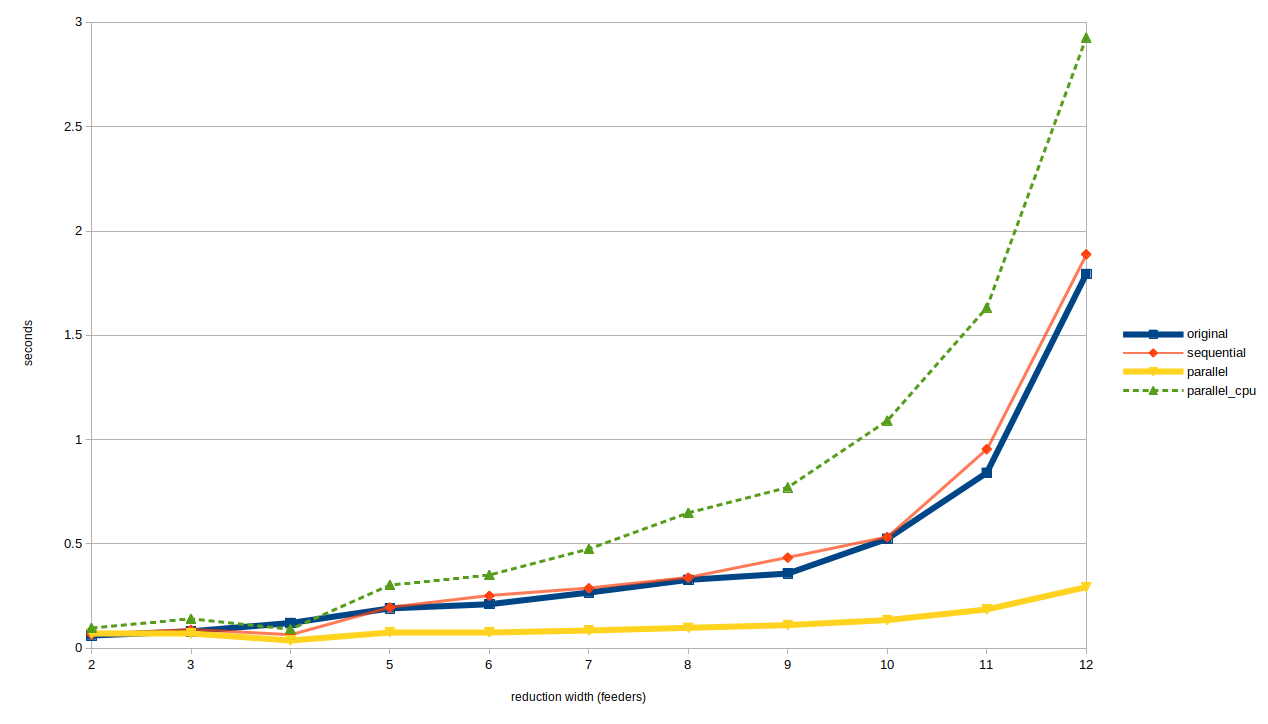 3
2.5
2
1.5
1
0.5
0
seconds
2 3 4 5 6 7 8 9 10 11 12
reduction width (feeders)
original
sequential
parallel
parallel_cpu